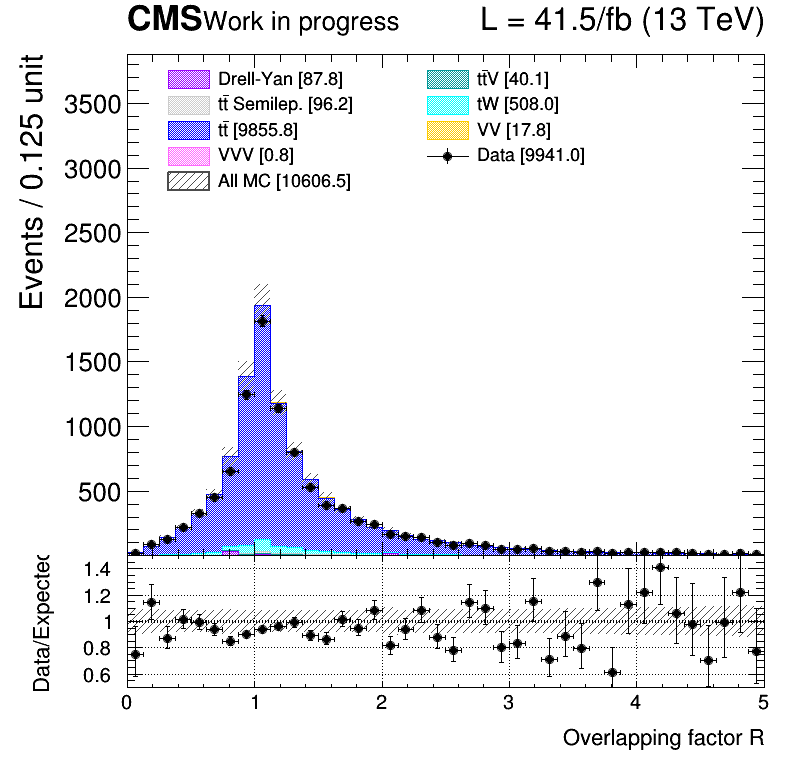 CMS Work in progress L = 41.5/fb (13 TeV)
Events / 0.125 unit
3500
3000
2500
2000
1500
1000
500
Drell-Yan [87.8]
tt̄ Semilep. [96.2]
tt̄ [9855.8]
VVV [0.8]
All MC [10606.5]
tt̄V [40.1]
tW [508.0]
VV [17.8]
Data [9941.0]
Data/Expected
1.4
1.2
1
0.8
0.6
0 1 2 3 4 5
Overlapping factor R